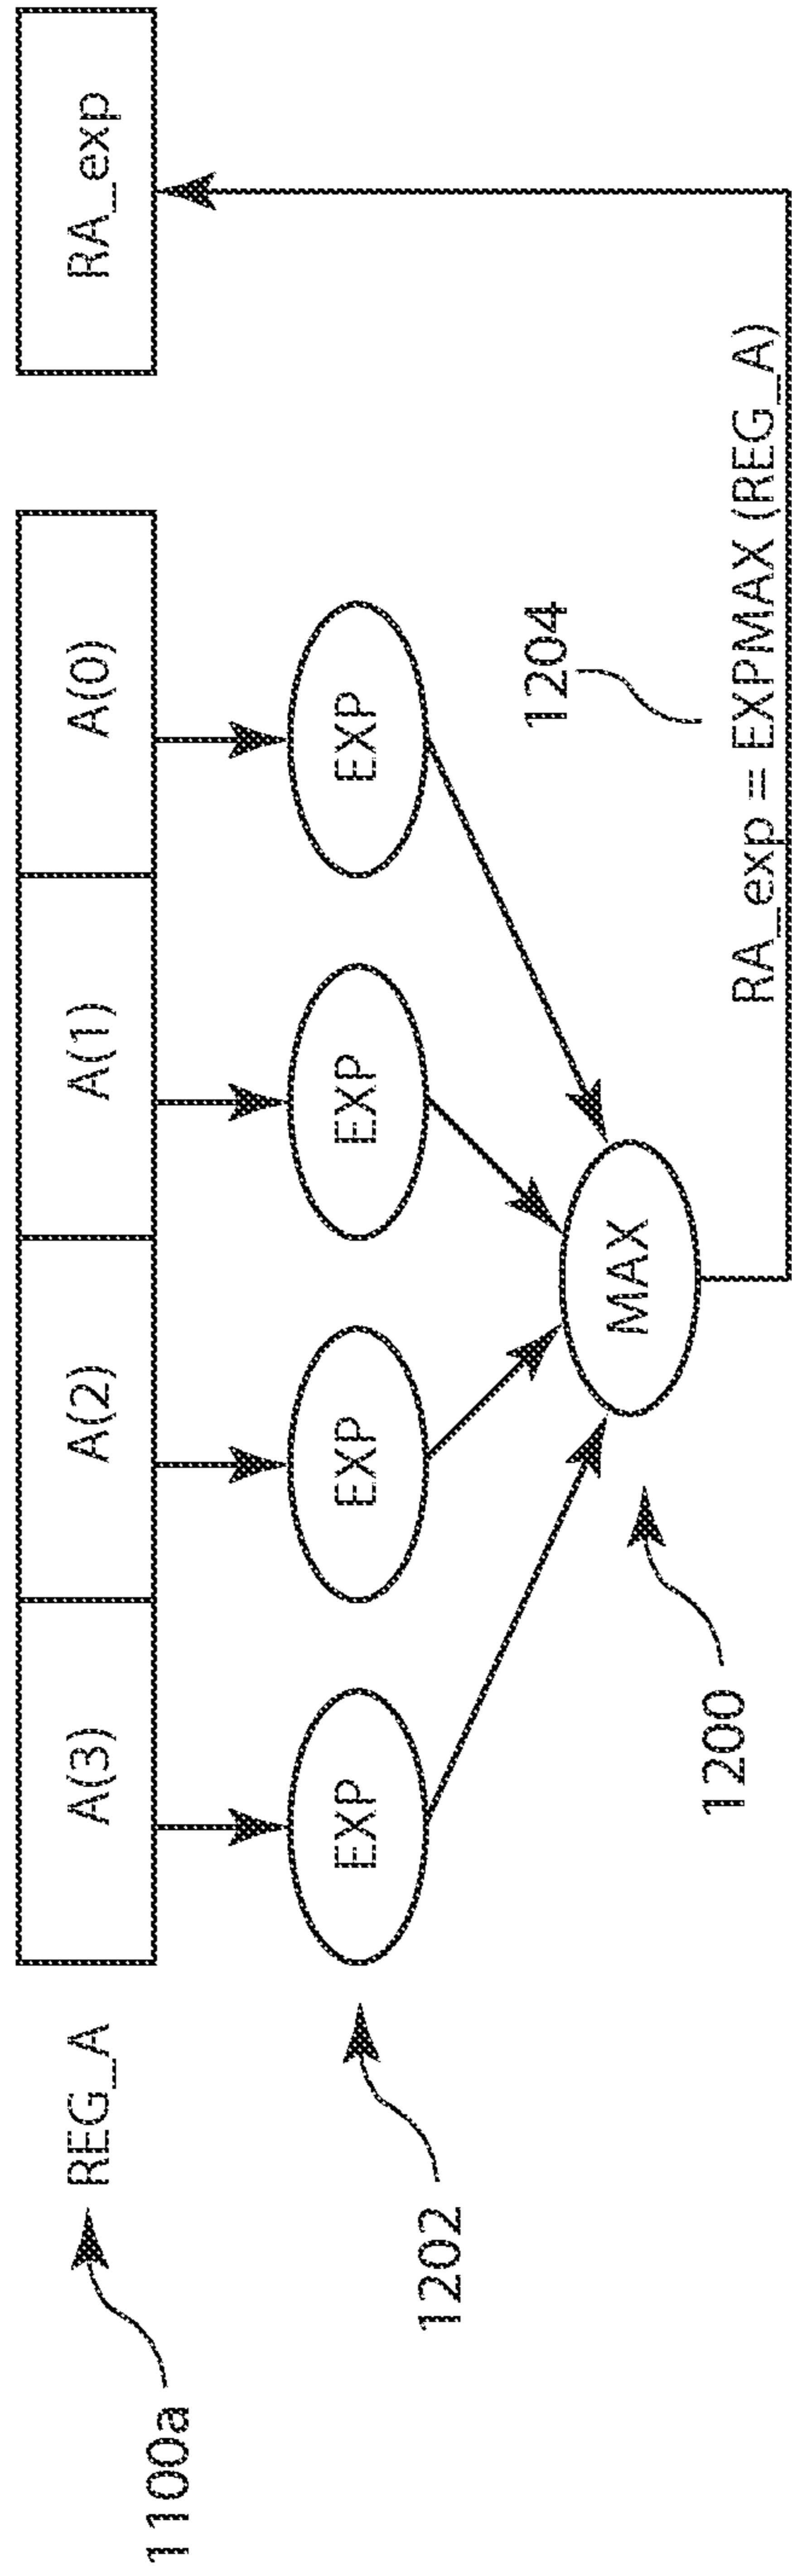 1100a
REG_A
A(3)
A(2)
A(1)
A(0)
RA_exp
1202
EXP
EXP
EXP
EXP
1204
MAX
1200
RA_exp = EXPMAX (REG_A)